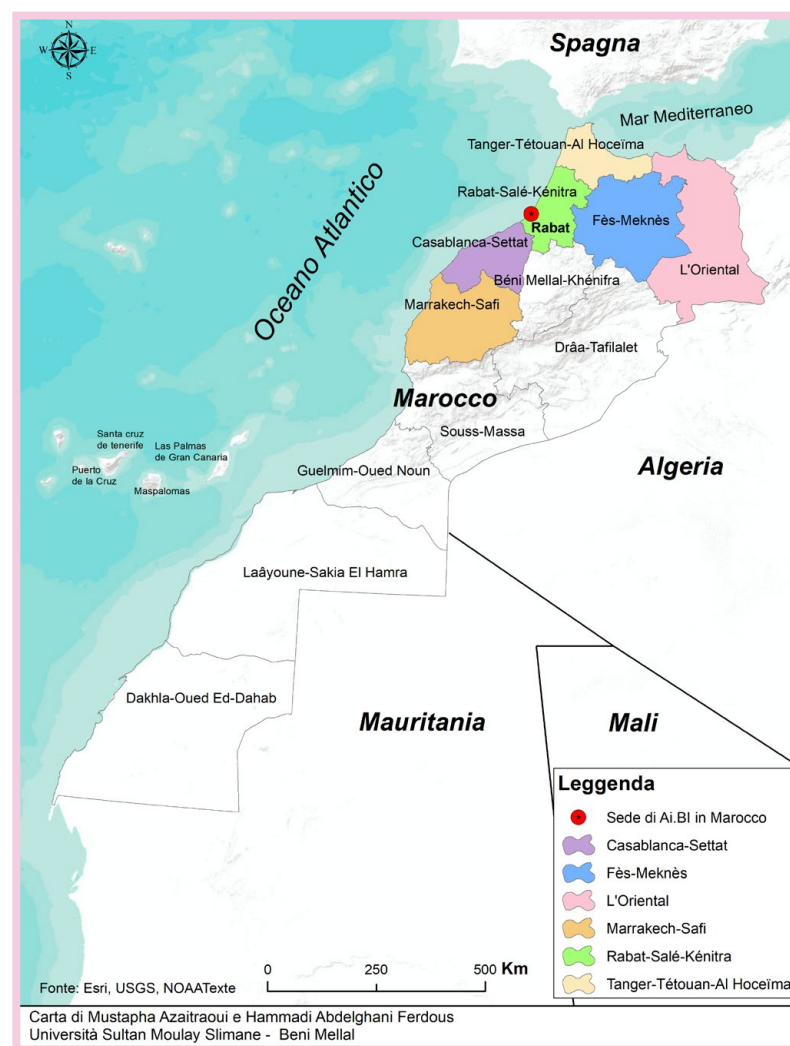 N
W
E
S
Spagna
Mar Mediterraneo
Tanger-Tétouan-Al Hoceïma
Oceano Atlantico
Rabat-Salé-Kénitra
Rabat
Fès-Meknès
Casablanca-Settat
L'Oriental
Béni Mellal-Khénifra
Marrakech-Safi
Drâa-Tafilalet
Marocco
Souss-Massa
Santa cruz
de tenerife
Las Palmas
de Gran Canaria
Puerto
de la Cruz
Maspalomas
Guelmim-Oued Noun
Algeria
Laâyoune-Sakia El Hamra
Dakhla-Oued Ed-Dahab
Mauritania
Mali
Leggenda
Sede di Ai.BI in Marocco
Casablanca-Settat
Fès-Meknès
L'Oriental
Marrakech-Safi
Rabat-Salé-Kénitra
Tanger-Tétouan-Al Hoceïma
0 250 500 Km
Fonte: Esri, USGS, NOAATexte
Carta di Mustapha Azaitraoui e Hammadi Abdelghani Ferdous
Università Sultan Moulay Slimane - Beni Mellal